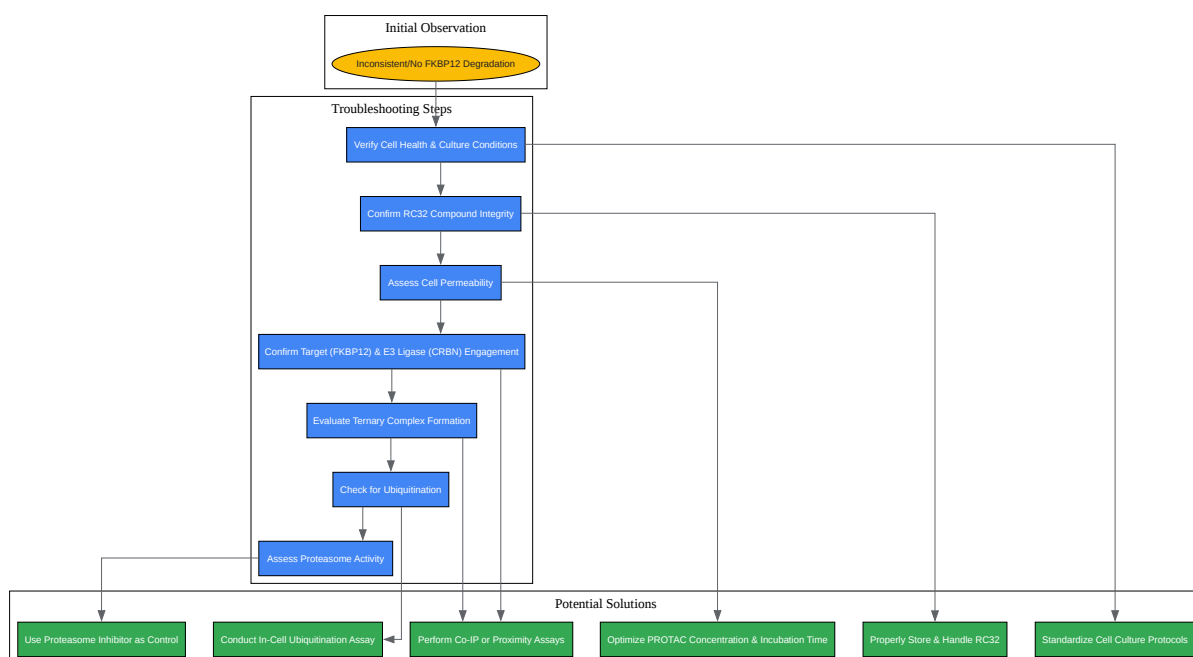 Initial Observation
Inconsistent/No FKBP12 Degradation
Troubleshooting Steps
Verify Cell Health & Culture Conditions
Confirm RC32 Compound Integrity
Assess Cell Permeability
Confirm Target (FKBP12) & E3 Ligase (CRBN) Engagement
Evaluate Ternary Complex Formation
Check for Ubiquitination
Assess Proteasome Activity
Potential Solutions
Use Proteasome Inhibitor as Control
Conduct In-Cell Ubiquitination Assay
Perform Co-IP or Proximity Assays
Optimize PROTAC Concentration & Incubation Time
Properly Store & Handle RC32
Standardize Cell Culture Protocols